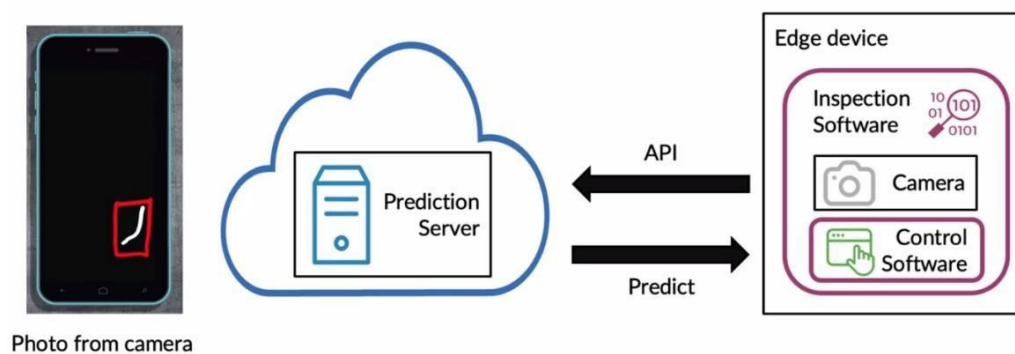 Photo from camera
Prediction
Server
API
Predict
Edge device
Inspection
Software
10
01
101
0101
Camera
Control
Software